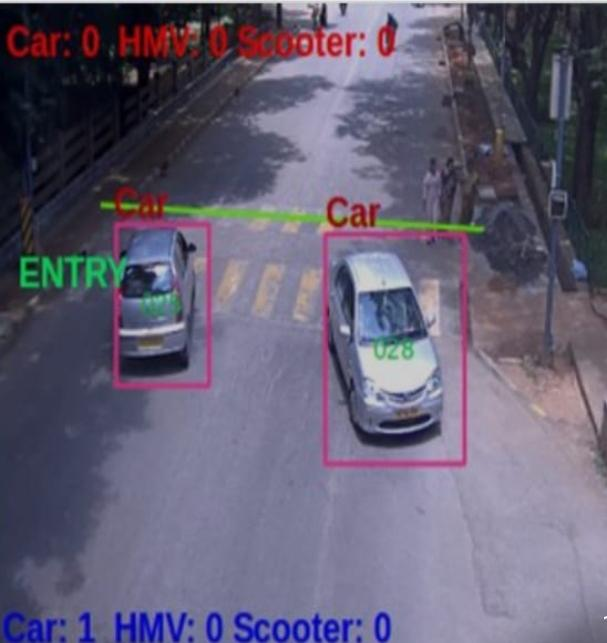 Car: 0 HMV: 0 Scooter: 0
Car
Car
ENTRY
028
Car: 1 HMV: 0 Scooter: 0